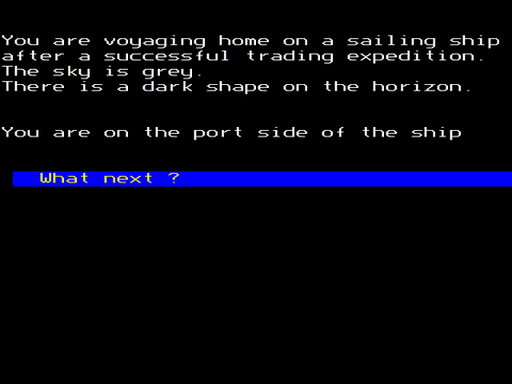 You are voyaging home on a sailing ship
after a successful trading expedition.
The sky is grey.
There is a dark shape on the horizon.
You are on the port side of the ship
What next ?